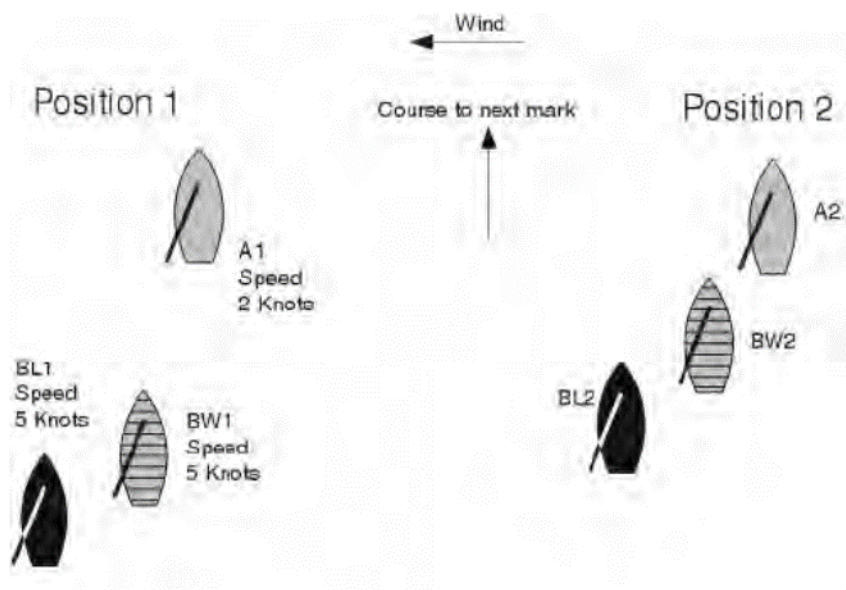 Wind
Position 1
Course to next mark
Position 2
A1
Speed
2 Knots
A2
BW2
BL1
Speed
5 Knots
BW1
Speed
5 Knots
BL2